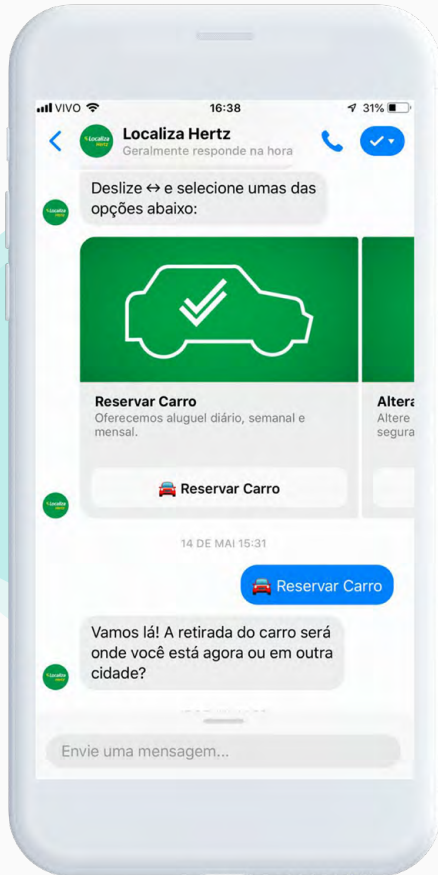 VIVO 16:38 31%
Localiza Hertz
Geralmente responde na hora
Deslize ↔ e selecione umas das
opções abaixo:
Reservar Carro
Oferecemos aluguel diário, semanal e
mensal.
Reservar Carro
Altera
Altere
segura
14 DE MAI 15:31
Reservar Carro
Vamos lá! A retirada do carro será
onde você está agora ou em outra
cidade?
Envie uma mensagem...